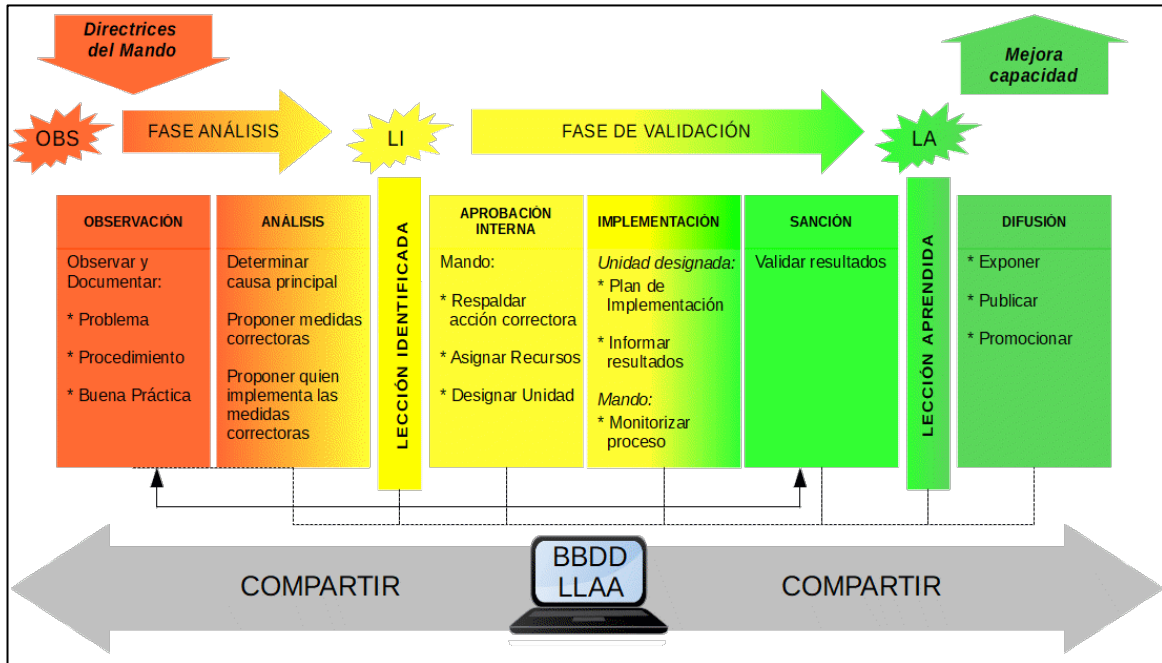 Directrices
del Mando
Mejora
capacidad
OBS
FASE ANÁLISIS
LI
FASE DE VALIDACIÓN
LA
OBSERVACIÓN
Observar y
Documentar:
* Problema
* Procedimiento
* Buena Práctica
ANÁLISIS
Determinar
causa principal
Proponer medidas
correctoras
Proponer quien
implementa las
medidas
correctoras
LECCIÓN IDENTIFICADA
APROBACIÓN
INTERNA
Mando:
* Respaldar
acción correctora
* Asignar Recursos
* Designar Unidad
IMPLEMENTACIÓN
Unidad designada:
* Plan de
Implementación
* Informar
resultados
Mando:
* Monitorizar
proceso
SANCIÓN
Validar resultados
LECCIÓN APRENDIDA
DIFUSIÓN
* Exponer
* Publicar
* Promocionar
COMPARTIR
BBDD
LLAA
COMPARTIR